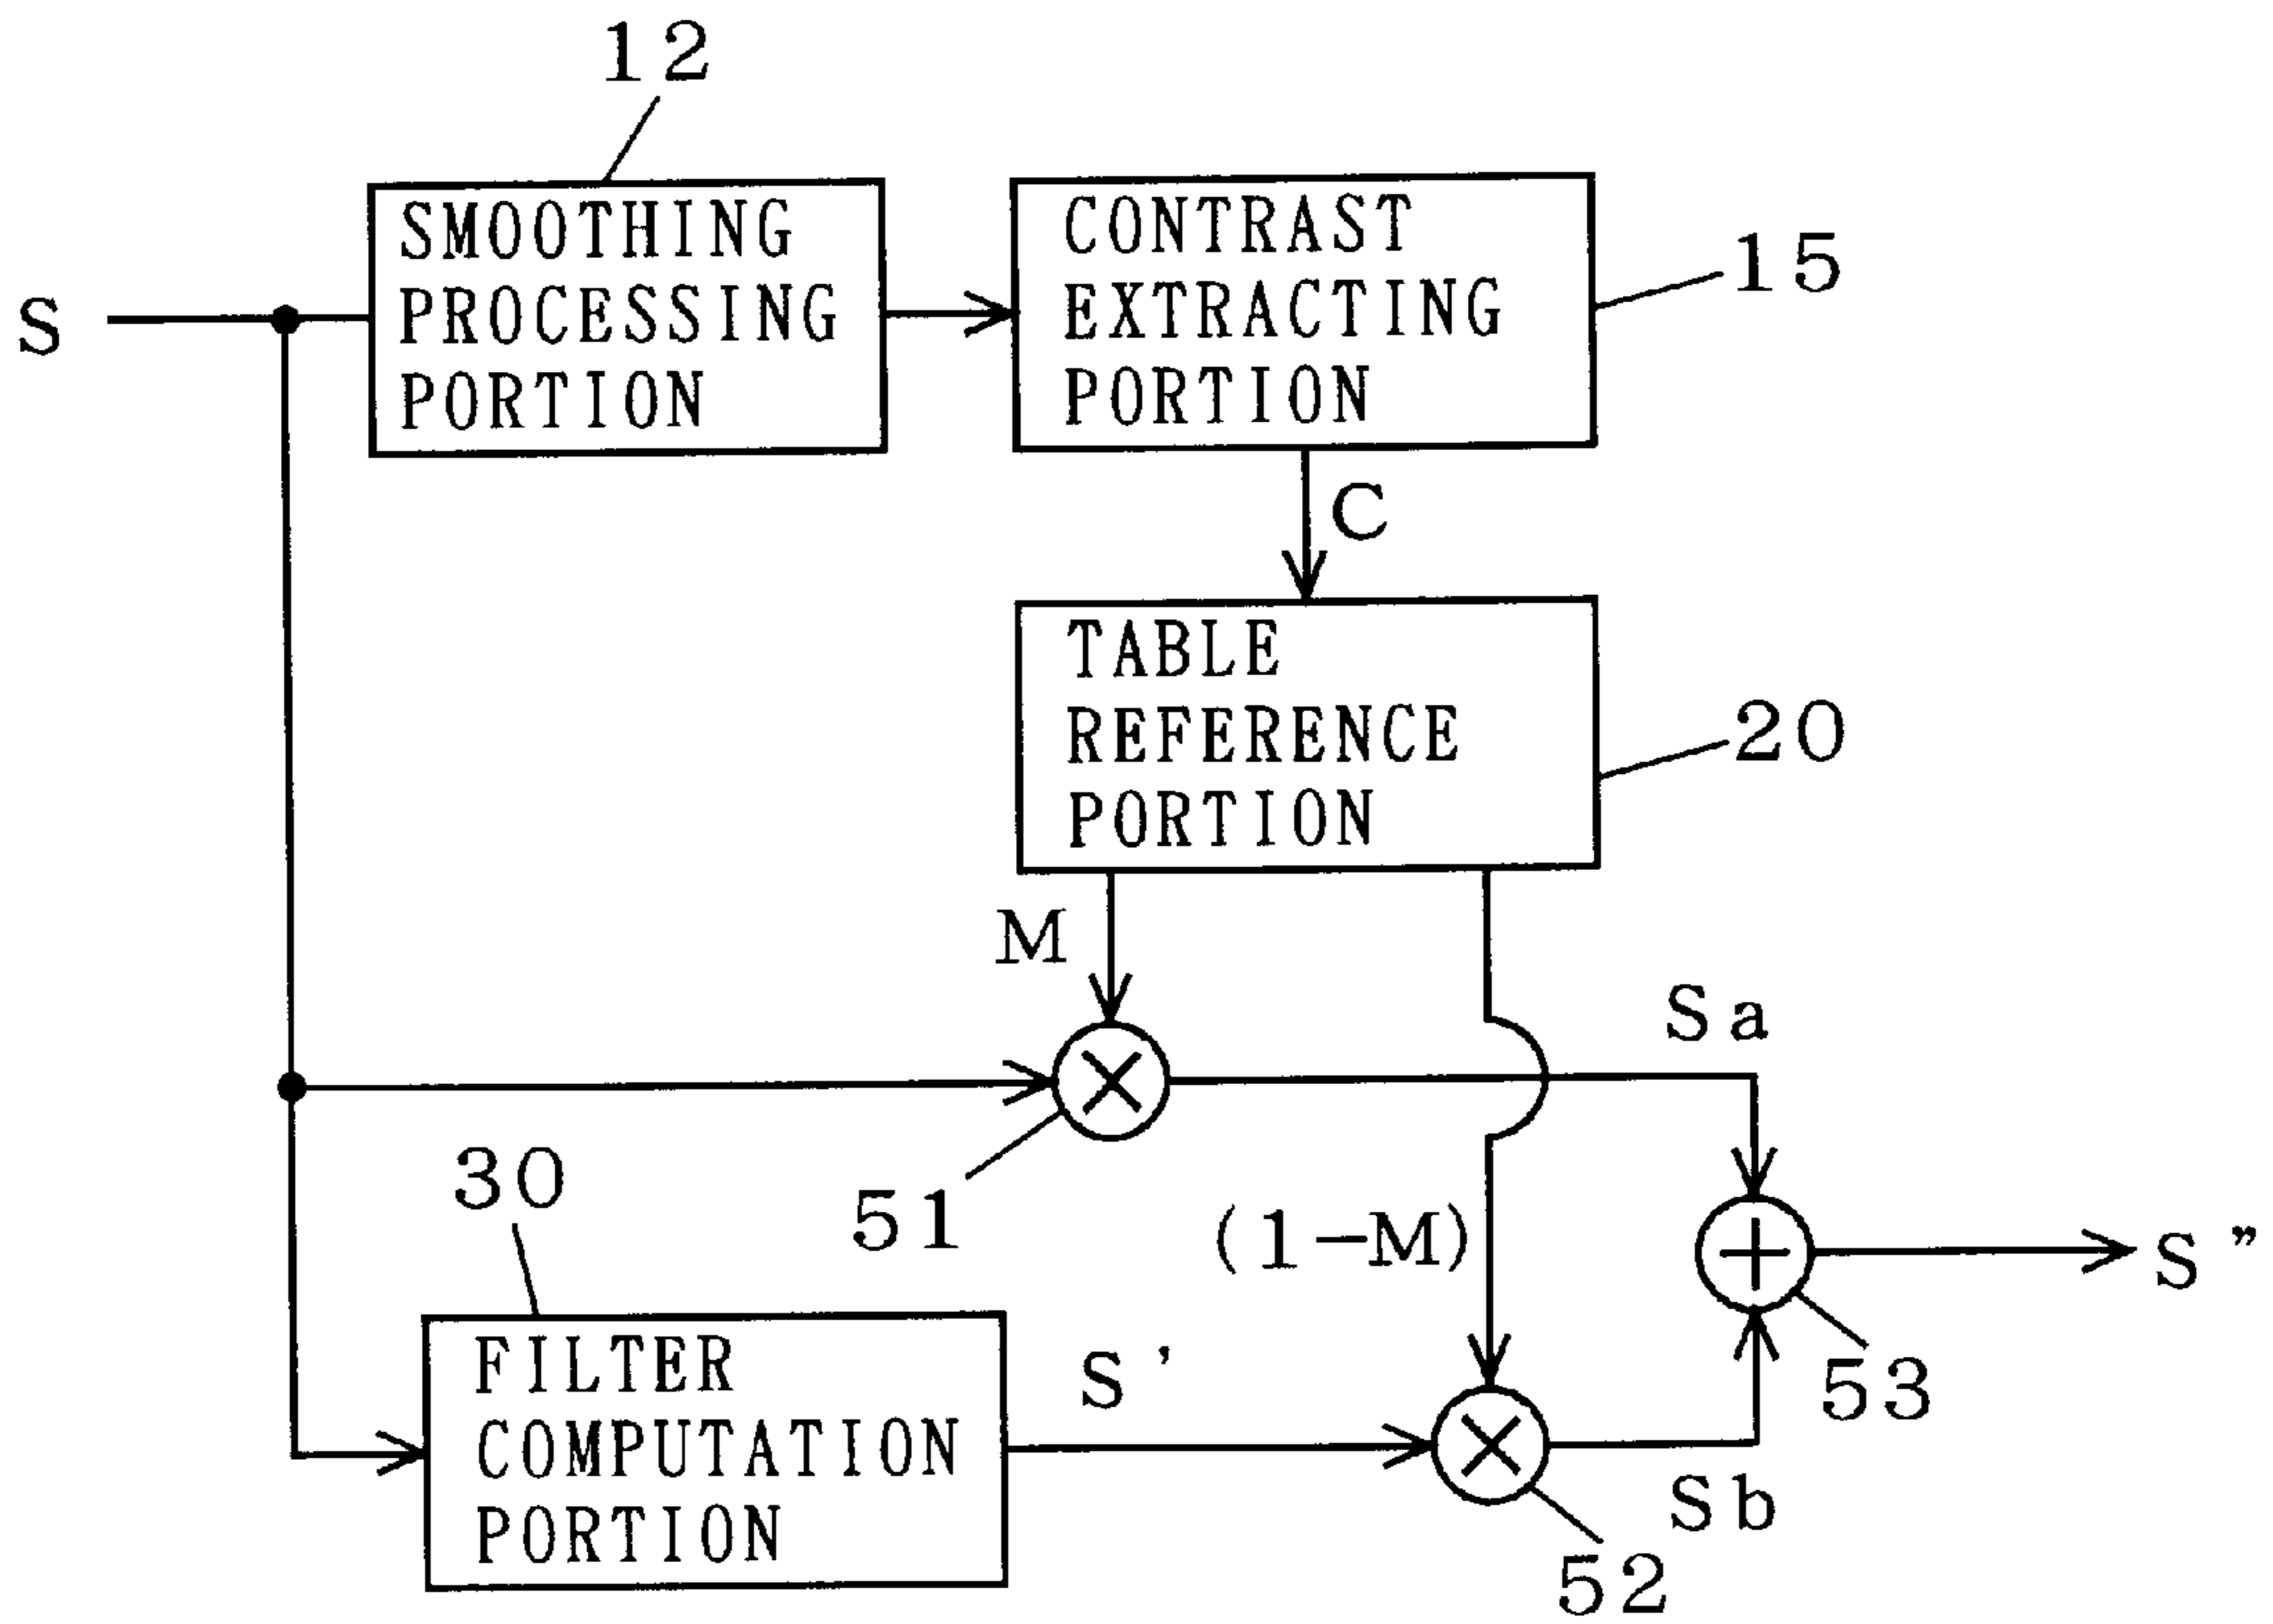 12
SMOOTHING
PROCESSING
PORTION
CONTRAST
EXTRACTING
PORTION
15
S
C
TABLE
REFERENCE
PORTION
20
M
Sa
51
30
(1-M)
S”
FILTER
COMPUTATION
PORTION
S'
53
Sb
52